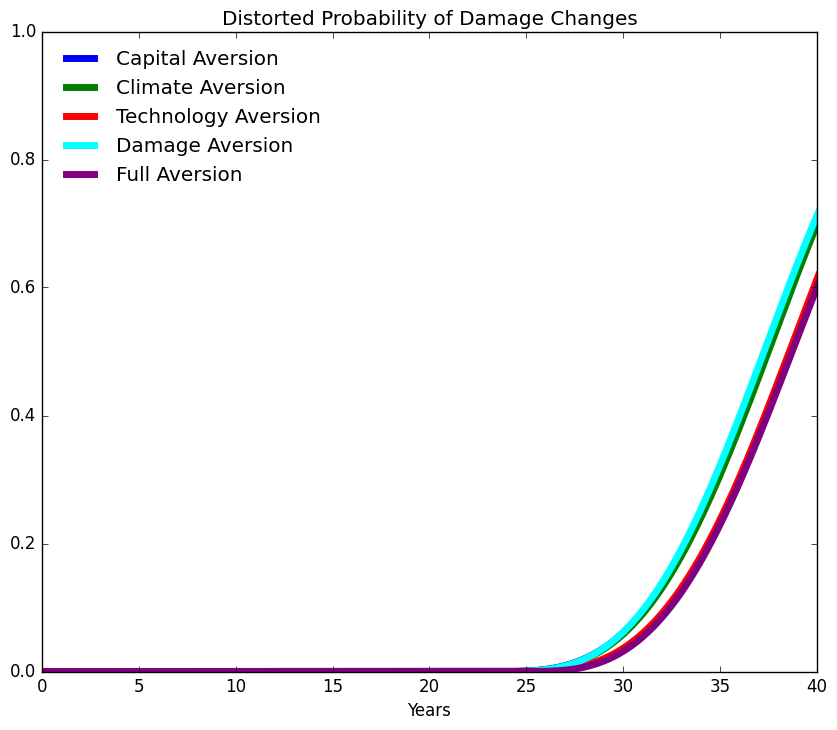 Distorted Probability of Damage Changes
1.0
Capital Aversion
Climate Aversion
Technology Aversion
Damage Aversion
Full Aversion
0.8
0.6
0.4
0.2
0.0
0 5 10 15 20 25 30 35 40
Years